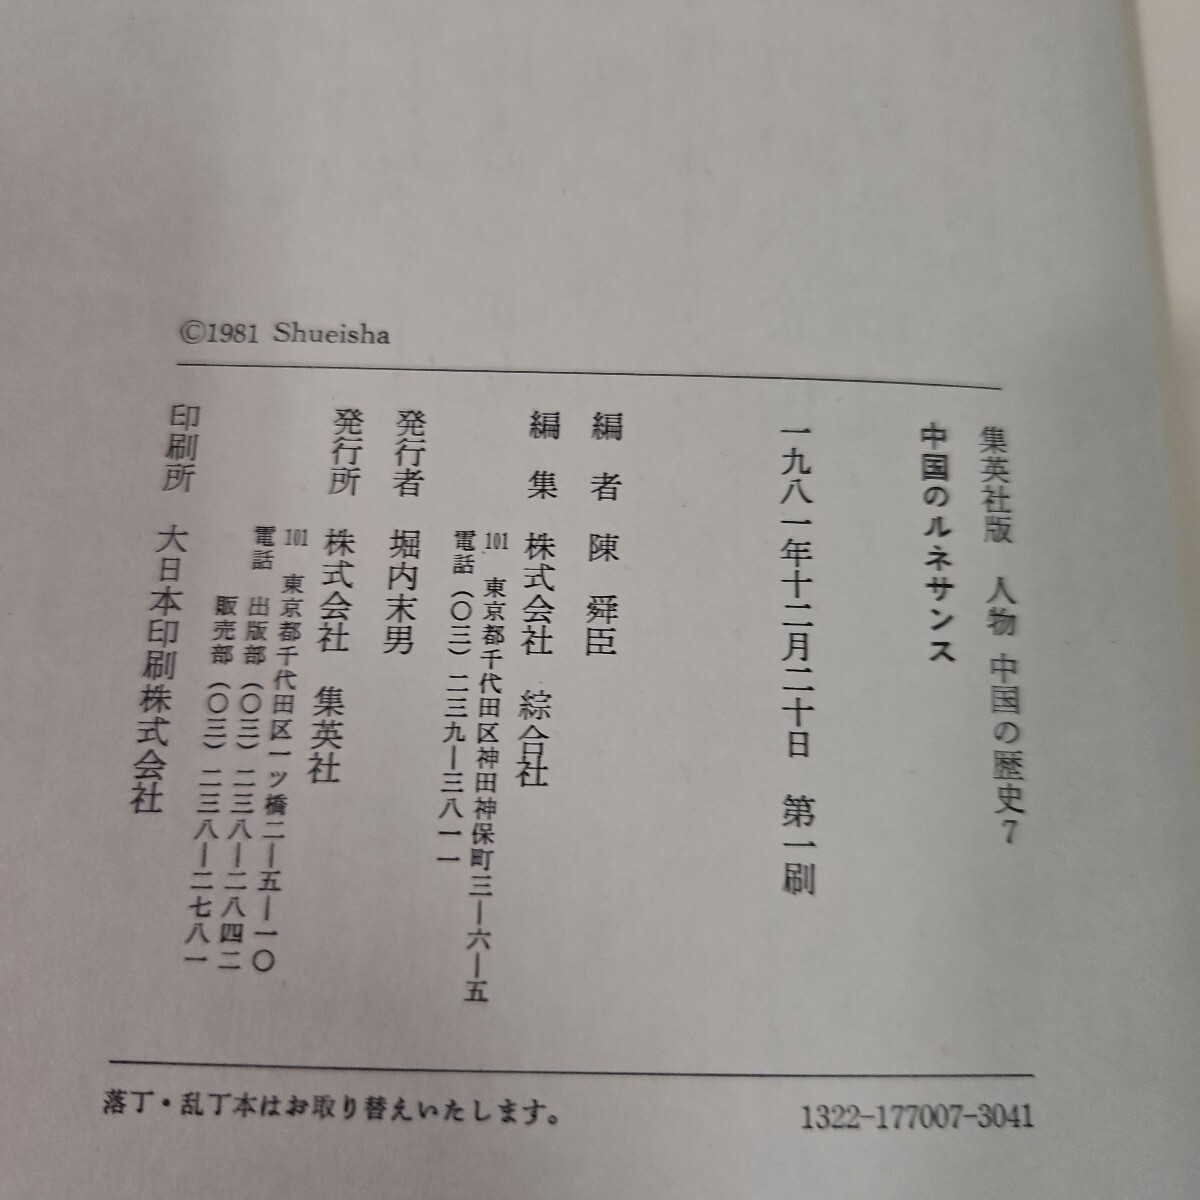 集英社版 人物 中国の歴史7
中国のルネサンス
一九八一年十二月二十日 第一刷
編者 陳舜臣
編集 株式会社 綜合社
101 東京都千代田区神田神保町三―六―五
電話(〇三)二三九―三八一一
発行者 堀内末男
発行所 株式会社 集英社
101 東京都千代田区一ツ橋二―五―一〇
電話 出版部(〇三)二三八―二八四二
販売部(〇三)二三八―二七八一
印刷所 大日本印刷株式会社
©1981 Shueisha
落丁・乱丁本はお取り替えいたします。
1322-177007-3041